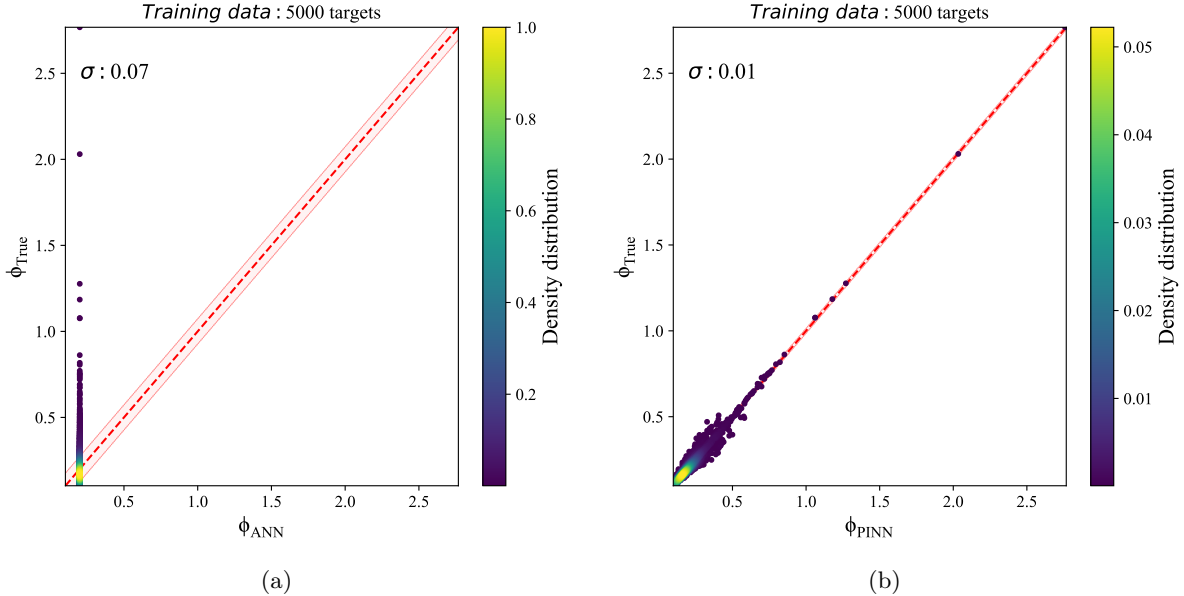 Training data : 5000 targets
σ : 0.07
2.5
2.0
1.5
1.0
0.5
ϕTrue
0.5 1.0 1.5 2.0 2.5
ϕANN
1.0
0.8
0.6
0.4
0.2
Density distribution
(a)
Training data : 5000 targets
σ : 0.01
2.5
2.0
1.5
1.0
0.5
ϕTrue
0.5 1.0 1.5 2.0 2.5
ϕPINN
0.05
0.04
0.03
0.02
0.01
Density distribution
(b)